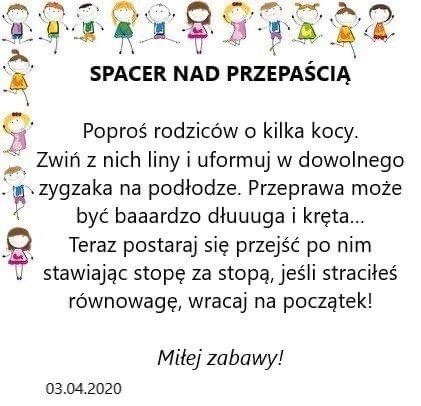 SPACER NAD PRZEPAŚCIĄ
Poproś rodziców o kilka kocy.
Zwiń z nich liny i uformuj w dowolnego
zygzaka na podłodze. Przeprawa może
być baaardzo dłuuuga i kręta...
Teraz postaraj się przejść po nim
stawiając stopę za stopą, jeśli straciłeś
równowagę, wracaj na początek!
Miłej zabawy!
03.04.2020